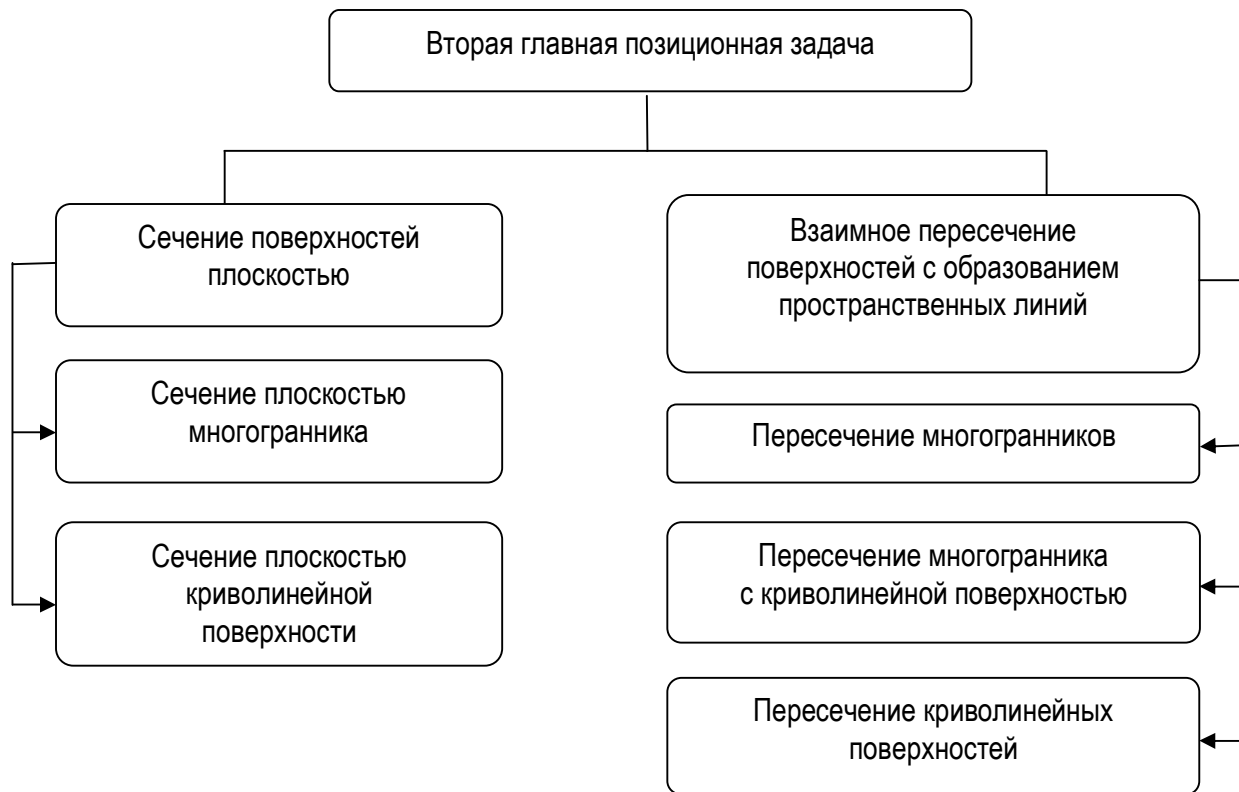 Вторая главная позиционная задача
Сечение поверхностей
плоскостью
Сечение плоскостью
многогранника
Сечение плоскостью
криволинейной
поверхности
Взаимное пересечение
поверхностей с образованием
пространственных линий
Пересечение многогранников
Пересечение многогранника
с криволинейной поверхностью
Пересечение криволинейных
поверхностей